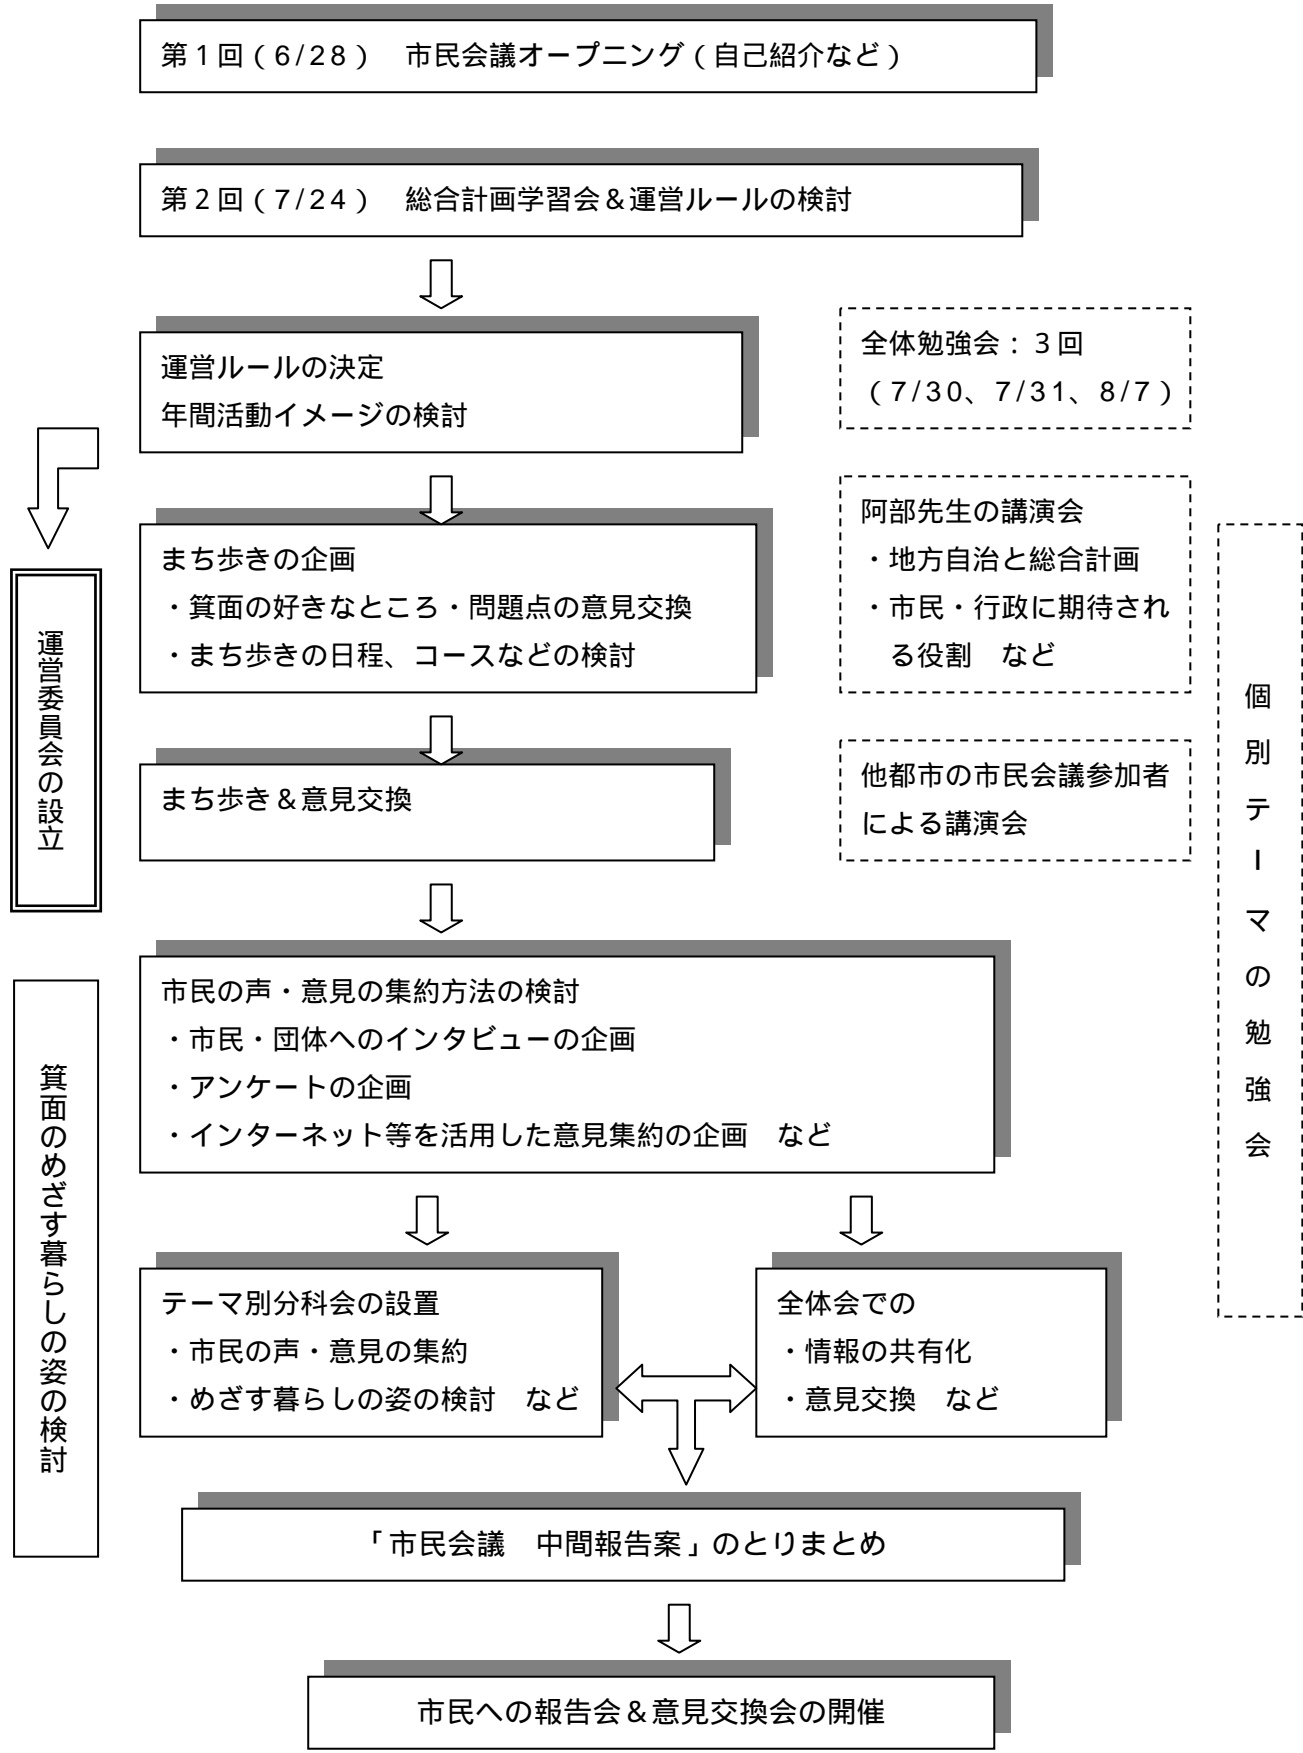 第１回（６/２８）　市民会議オープニング（自己紹介など）
第２回（７/２４）　総合計画学習会＆運営ルールの検討
運営ルールの決定
年間活動イメージの検討
全体勉強会：３回
（７/３０、７/３１、８/７）
まち歩きの企画
・箕面の好きなところ・問題点の意見交換
・まち歩きの日程、コースなどの検討
阿部先生の講演会
・地方自治と総合計画
・市民・行政に期待され
る役割　など
運営委員会の設立
個別テーマの勉強会
まち歩き＆意見交換
他都市の市民会議参加者
による講演会
市民の声・意見の集約方法の検討
・市民・団体へのインタビューの企画
・アンケートの企画
・インターネット等を活用した意見集約の企画　など
箕面のめざす暮らしの姿の検討
テーマ別分科会の設置
・市民の声・意見の集約
・めざす暮らしの姿の検討　など
全体会での
・情報の共有化
・意見交換　など
「市民会議　中間報告案」のとりまとめ
市民への報告会＆意見交換会の開催